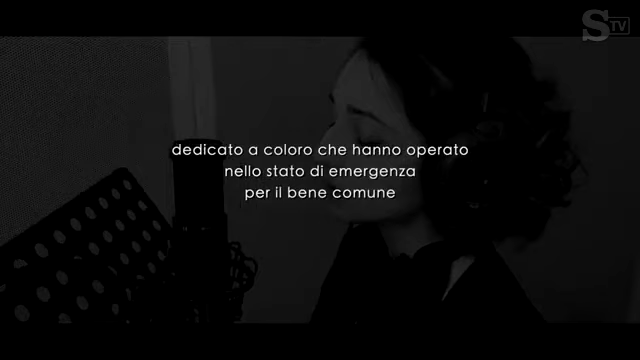 STV
dedicato a coloro che hanno operato
nello stato di emergenza
per il bene comune